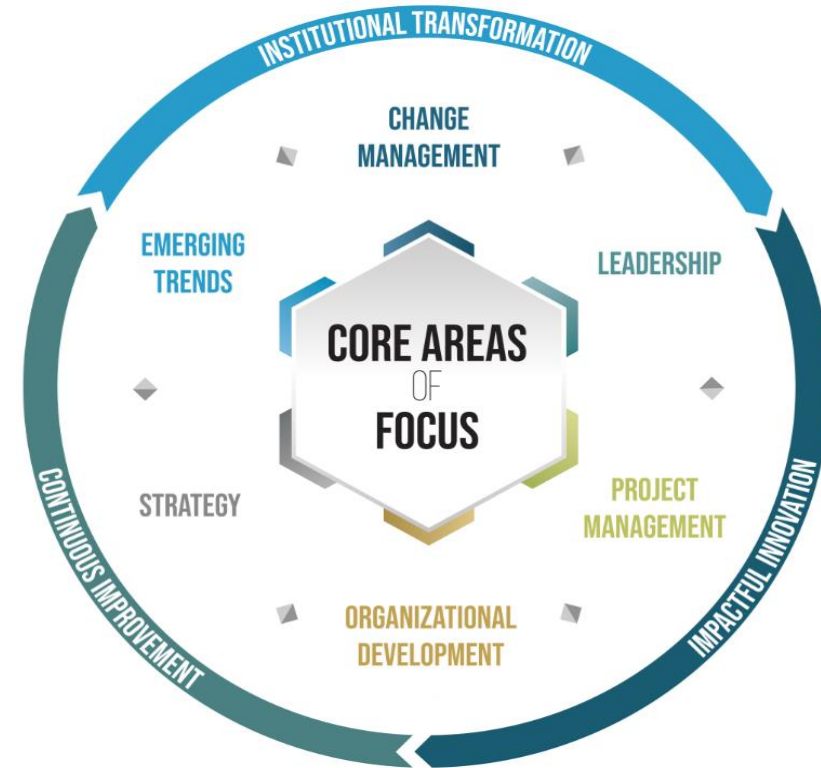 INSTITUTIONAL TRANSFORMATION
CHANGE
MANAGEMENT
EMERGING
TRENDS
LEADERSHIP
CORE AREAS
OF
FOCUS
STRATEGY
PROJECT
MANAGEMENT
ORGANIZATIONAL
DEVELOPMENT
CONTINUOUS IMPROVEMENT
IMPACTFUL INNOVATION